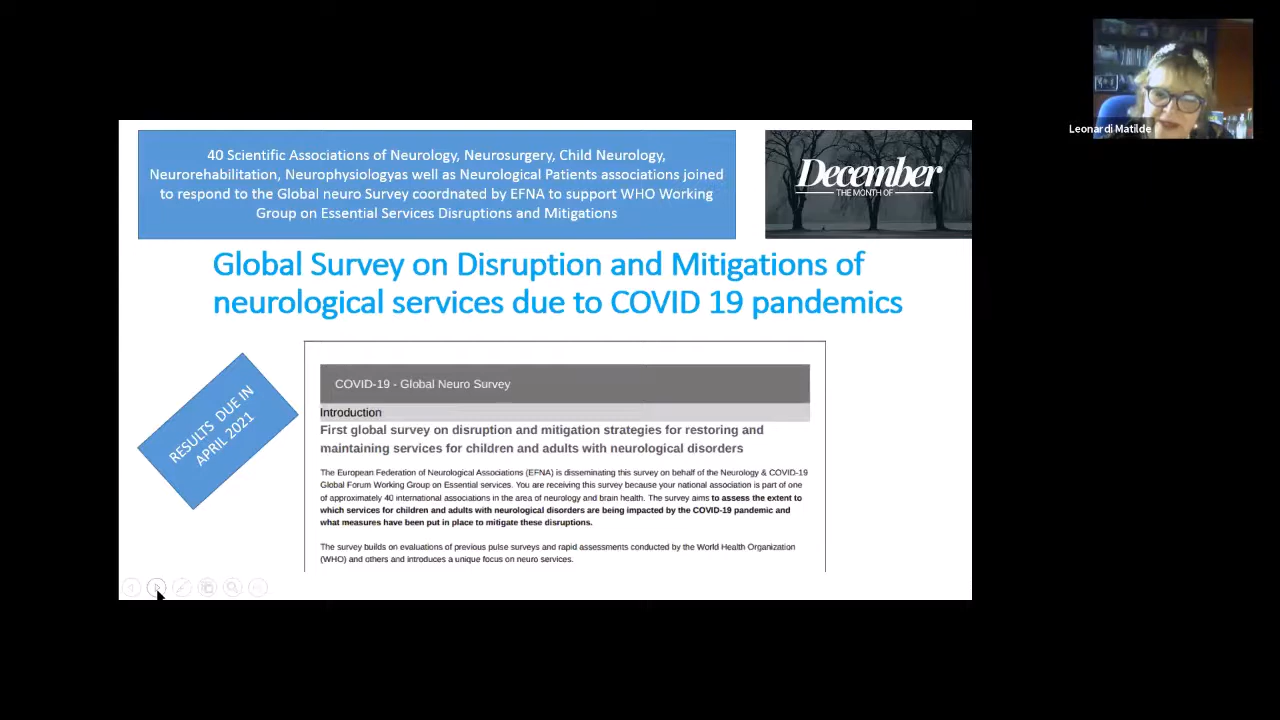 40 Scientific Associations of Neurology, Neurosurgery, Child Neurology,
Neurorehabilitation, Neurophysiologyas well as Neurological Patients associations joined
to respond to the Global neuro Survey coordnated by EFNA to support WHO Working
Group on Essential Services Disruptions and Mitigations
December
THE MONTH OF
Leonardi Matilde
Global Survey on Disruption and Mitigations of
neurological services due to COVID 19 pandemics
RESULTS DUE IN
APRIL 2021
COVID-19 - Global Neuro Survey
Introduction
First global survey on disruption and mitigation strategies for restoring and
maintaining services for children and adults with neurological disorders
The European Federation of Neurological Associations (EFNA) is disseminating this survey on behalf of the Neurology & COVID-19
Global Forum Working Group on Essential services. You are receiving this survey because your national association is part of one
of approximately 40 international associations in the area of neurology and brain health. The survey aims to assess the extent to
which services for children and adults with neurological disorders are being impacted by the COVID-19 pandemic and
what measures have been put in place to mitigate these disruptions.
The survey builds on evaluations of previous pulse surveys and rapid assessments conducted by the World Health Organization
(WHO) and others and introduces a unique focus on neuro services.